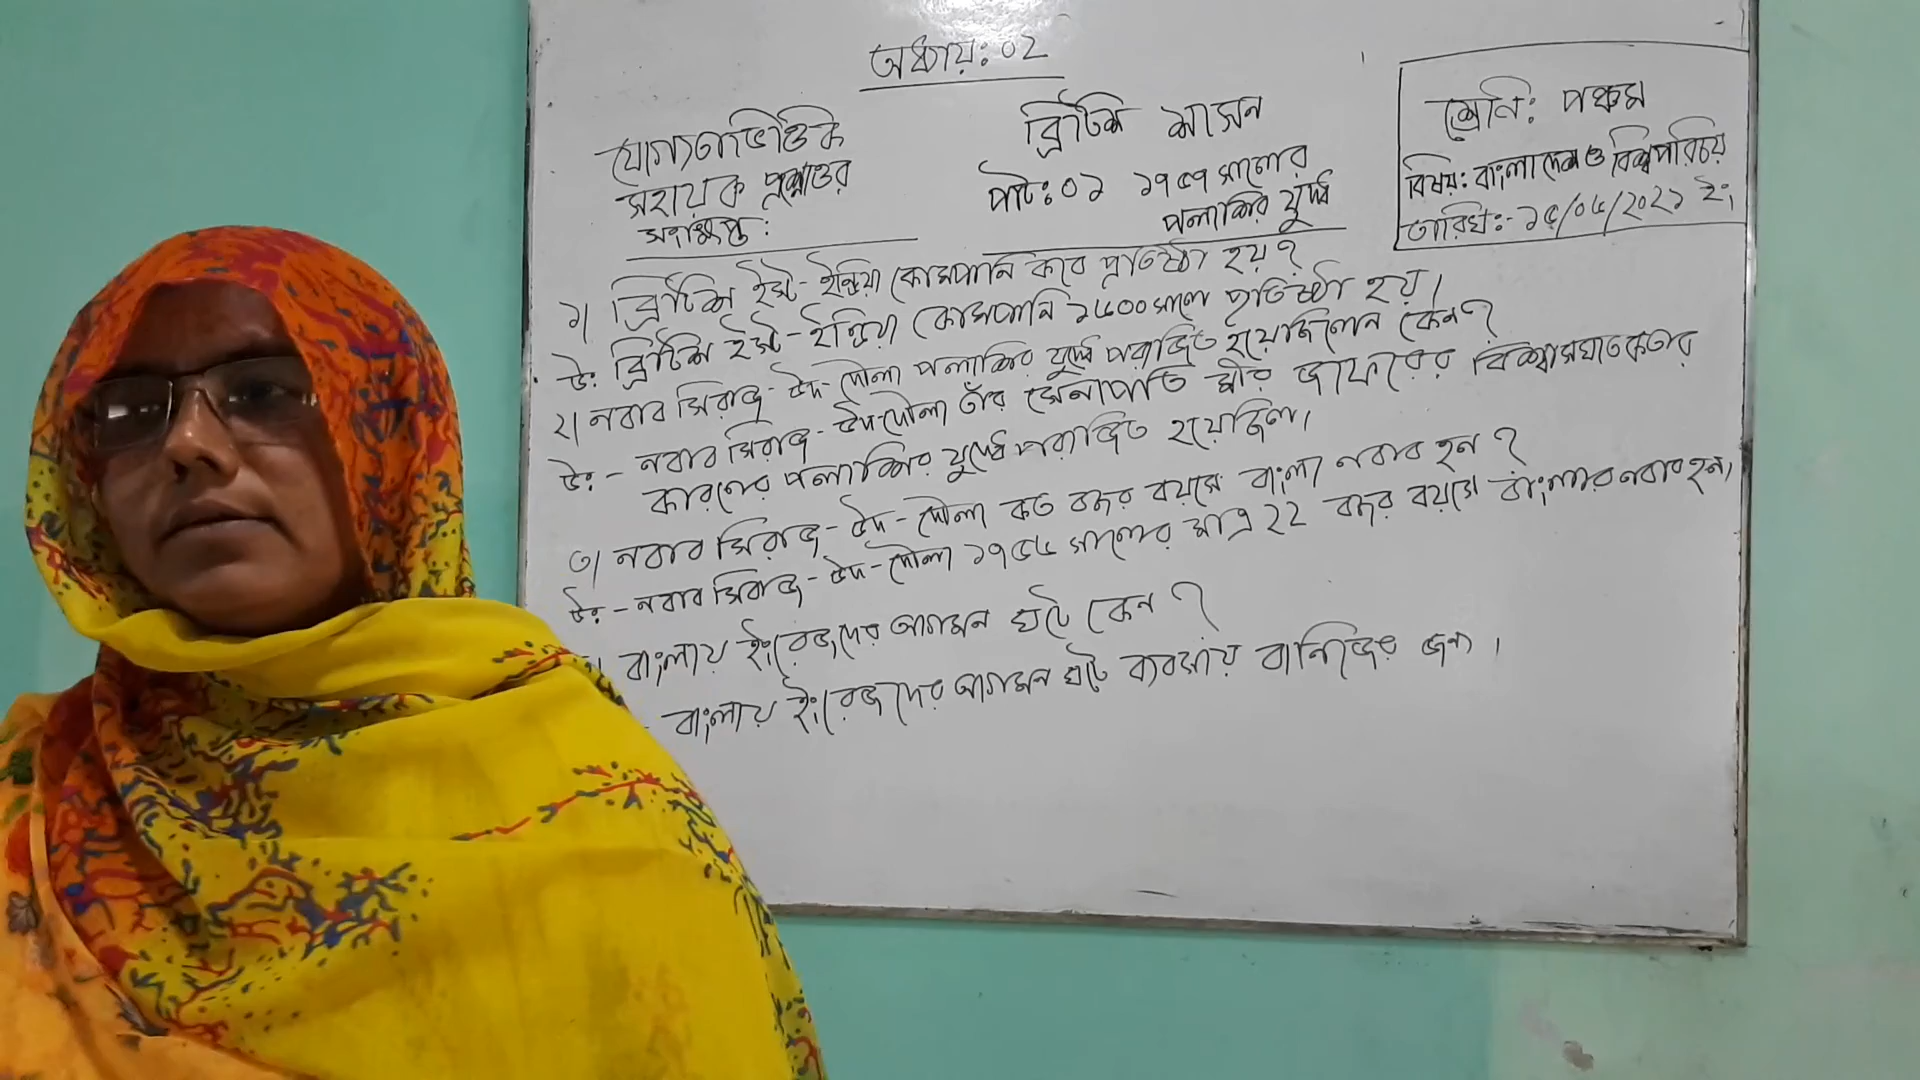 অধ্যায়ঃ ০২
যোগ্যতাভিত্তিক
সহায়ক প্রশ্নোত্তর
সংক্ষিপ্ত :
ব্রিটিশ শাসন
পাঠঃ ০১ ১৭৫৭ সালের
পলাশির যুদ্ধ
শ্রেনি: পঞ্চম
বিষয়: বাংলাদেশ ও বিশ্বপরিচয়
তারিখঃ- ১৫/০৬/২০২১ ইং
১) ব্রিটিশ ইস্ট-ইন্ডিয়া কোম্পানি কবে প্রতিষ্ঠা হয়?
উঃ ব্রিটিশ ইস্ট-ইন্ডিয়া কোম্পানি ১৬০০ সালে প্রতিষ্ঠা হয়।
২) নবাব সিরাজ-উদ-দৌলা পলাশির যুদ্ধে পরাজিত হয়েছিলেন কেন?
উঃ- নবাব সিরাজ-উদ-দৌলা তাঁর সেনাপতি মীর জাফরের বিশ্বাসঘাতকতার
কারণের পলাশির যুদ্ধে পরাজিত হয়েছিল।
৩) নবাব সিরাজ-উদ-দৌলা কত বছর বয়সে বাংলা নবাব হন?
উঃ- নবাব সিরাজ-উদ-দৌলা ১৭৫৬ সালের মাত্র ২২ বছর বয়সে বাংলার নবাব হন।
বাংলায় ইংরেজদের আগমন ঘটে কেন?
বাংলায় ইংরেজদের আগমন ঘটে ব্যবসায় বানিজ্যের জন্য।